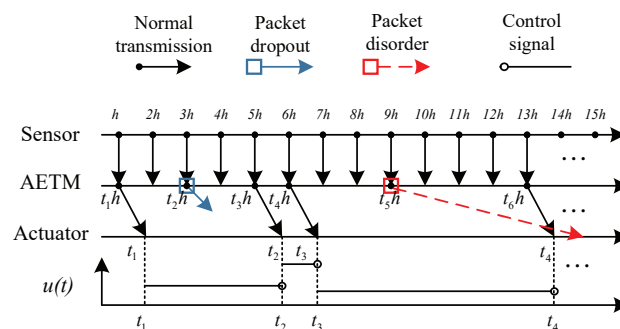 Normal transmission Packet dropout Packet disorder Control signal
h 2h 3h 4h 5h 6h 7h 8h 9h 10h 11h 12h 13h 14h 15h
Sensor
...
AETM
t₁h t₂h t₃h t₄h t₅h t₆h
...
Actuator
t₁ t₂ t₃ t₄
...
u(t)
t₁ t₂ t₃ t₄